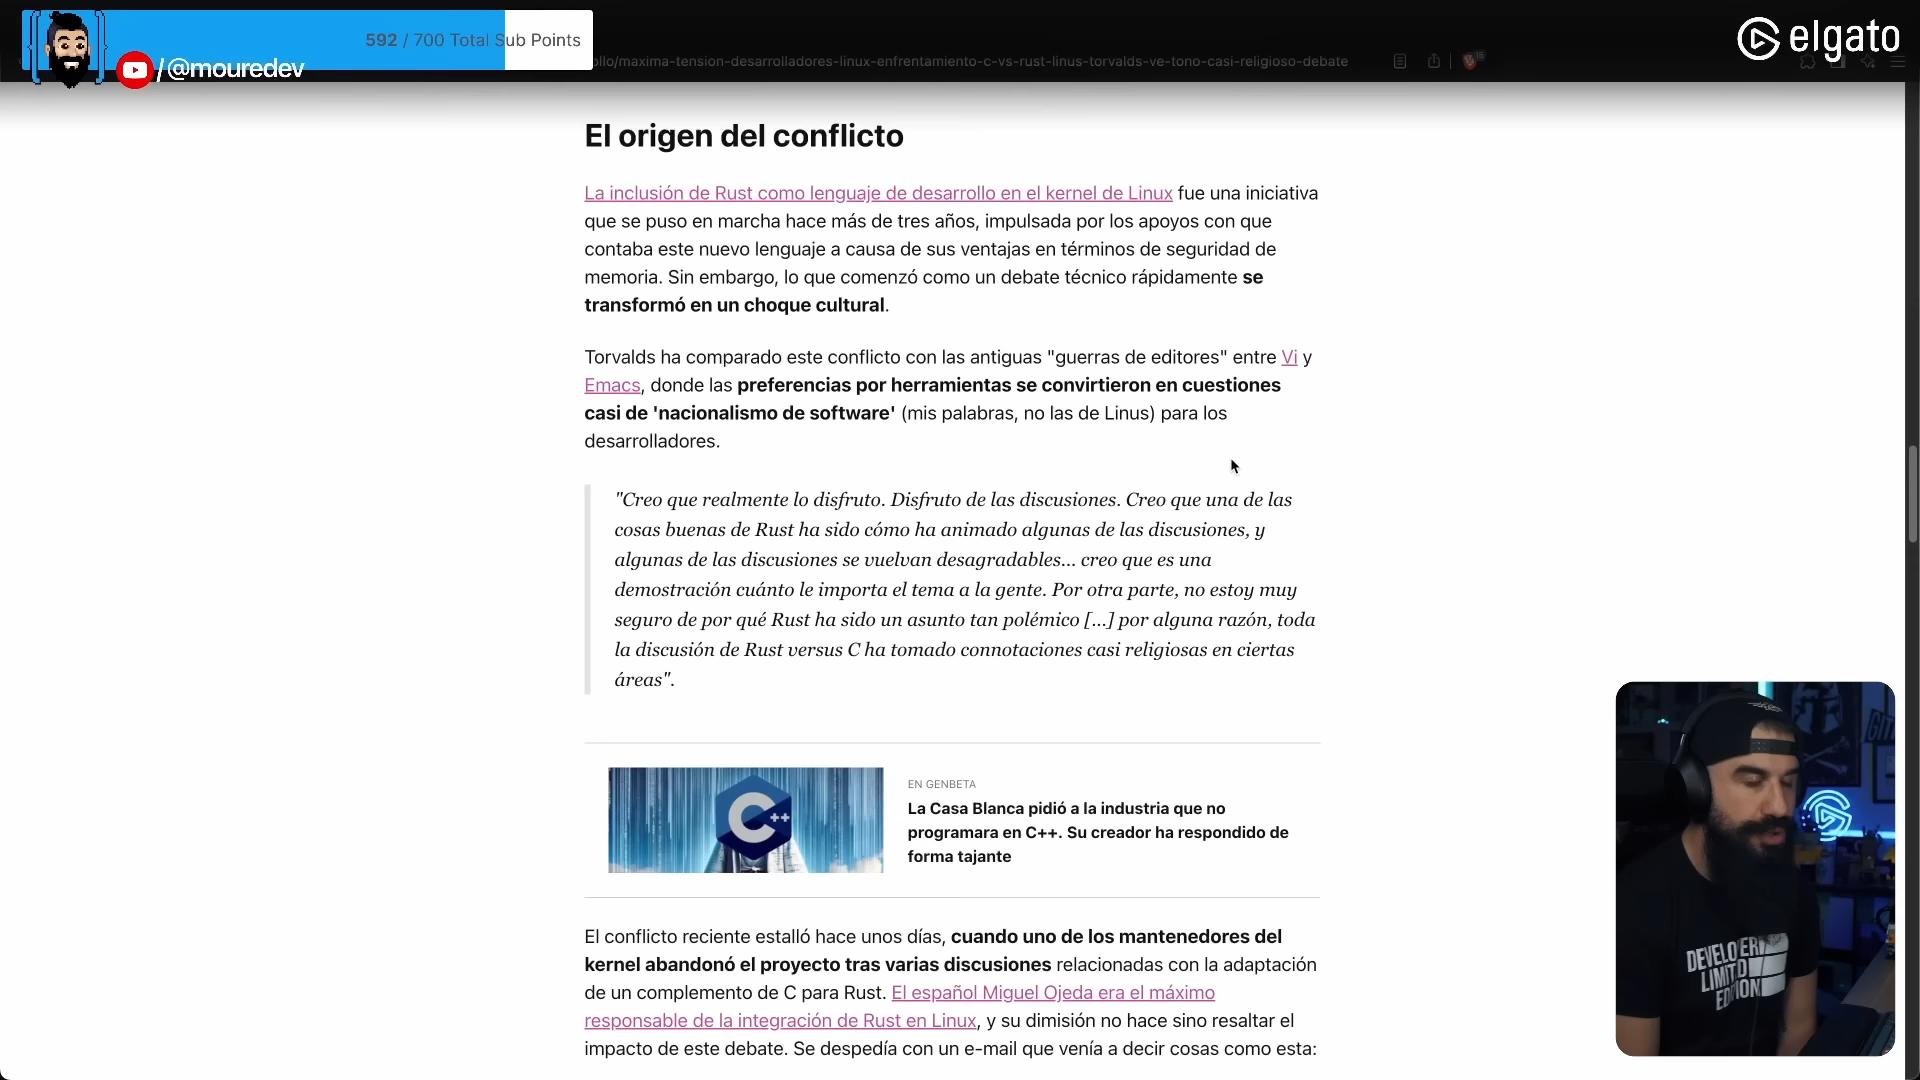 592 / 700 Total Sub Points
/@mouredev
elgato
ollo/maxima-tension-desarrolladores-linux-enfrentamiento-c-vs-rust-linus-torvalds-ve-tono-casi-religioso-debate
El origen del conflicto
La inclusión de Rust como lenguaje de desarrollo en el kernel de Linux fue una iniciativa
que se puso en marcha hace más de tres años, impulsada por los apoyos con que
contaba este nuevo lenguaje a causa de sus ventajas en términos de seguridad de
memoria. Sin embargo, lo que comenzó como un debate técnico rápidamente se
transformó en un choque cultural.
Torvalds ha comparado este conflicto con las antiguas "guerras de editores" entre Vi y
Emacs, donde las preferencias por herramientas se convirtieron en cuestiones
casi de 'nacionalismo de software' (mis palabras, no las de Linus) para los
desarrolladores.
"Creo que realmente lo disfruto. Disfruto de las discusiones. Creo que una de las
cosas buenas de Rust ha sido cómo ha animado algunas de las discusiones, y
algunas de las discusiones se vuelvan desagradables... creo que es una
demostración cuánto le importa el tema a la gente. Por otra parte, no estoy muy
seguro de por qué Rust ha sido un asunto tan polémico [...] por alguna razón, toda
la discusión de Rust versus C ha tomado connotaciones casi religiosas en ciertas
áreas".
C++
EN GENBETA
La Casa Blanca pidió a la industria que no
programara en C++. Su creador ha respondido de
forma tajante
El conflicto reciente estalló hace unos días, cuando uno de los mantenedores del
kernel abandonó el proyecto tras varias discusiones relacionadas con la adaptación
de un complemento de C para Rust. El español Miguel Ojeda era el máximo
responsable de la integración de Rust en Linux, y su dimisión no hace sino resaltar el
impacto de este debate. Se despedía con un e-mail que venía a decir cosas como esta: